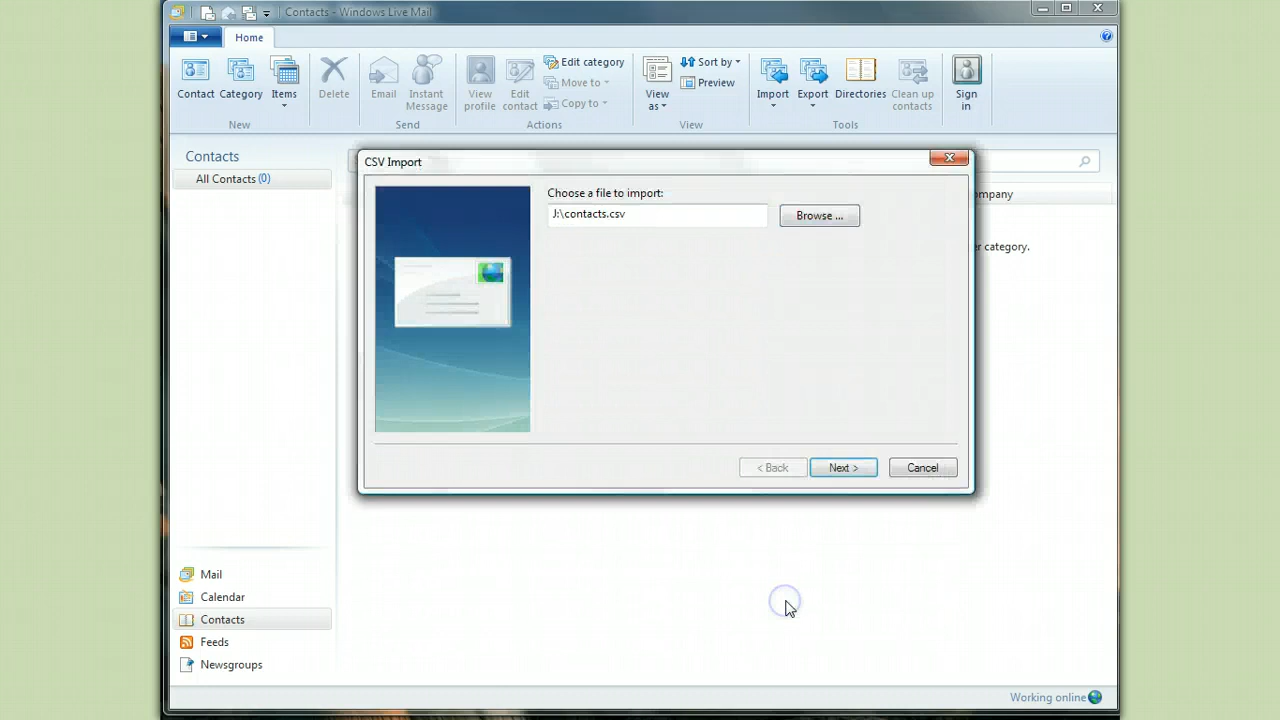 Contacts - Windows Live Mail
Home
Contact
Category
Items
Delete
Email
Instant Message
View profile
Edit contact
Edit category
Move to
Copy to
View as
Sort by
Preview
Import
Export
Directories
Clean up contacts
Sign in
New
Send
Actions
View
Tools
Contacts
All Contacts (0)
CSV Import
Choose a file to import:
J:\contacts.csv
Browse ...
ompany
er category.
< Back
Next >
Cancel
Mail
Calendar
Contacts
Feeds
Newsgroups
Working online